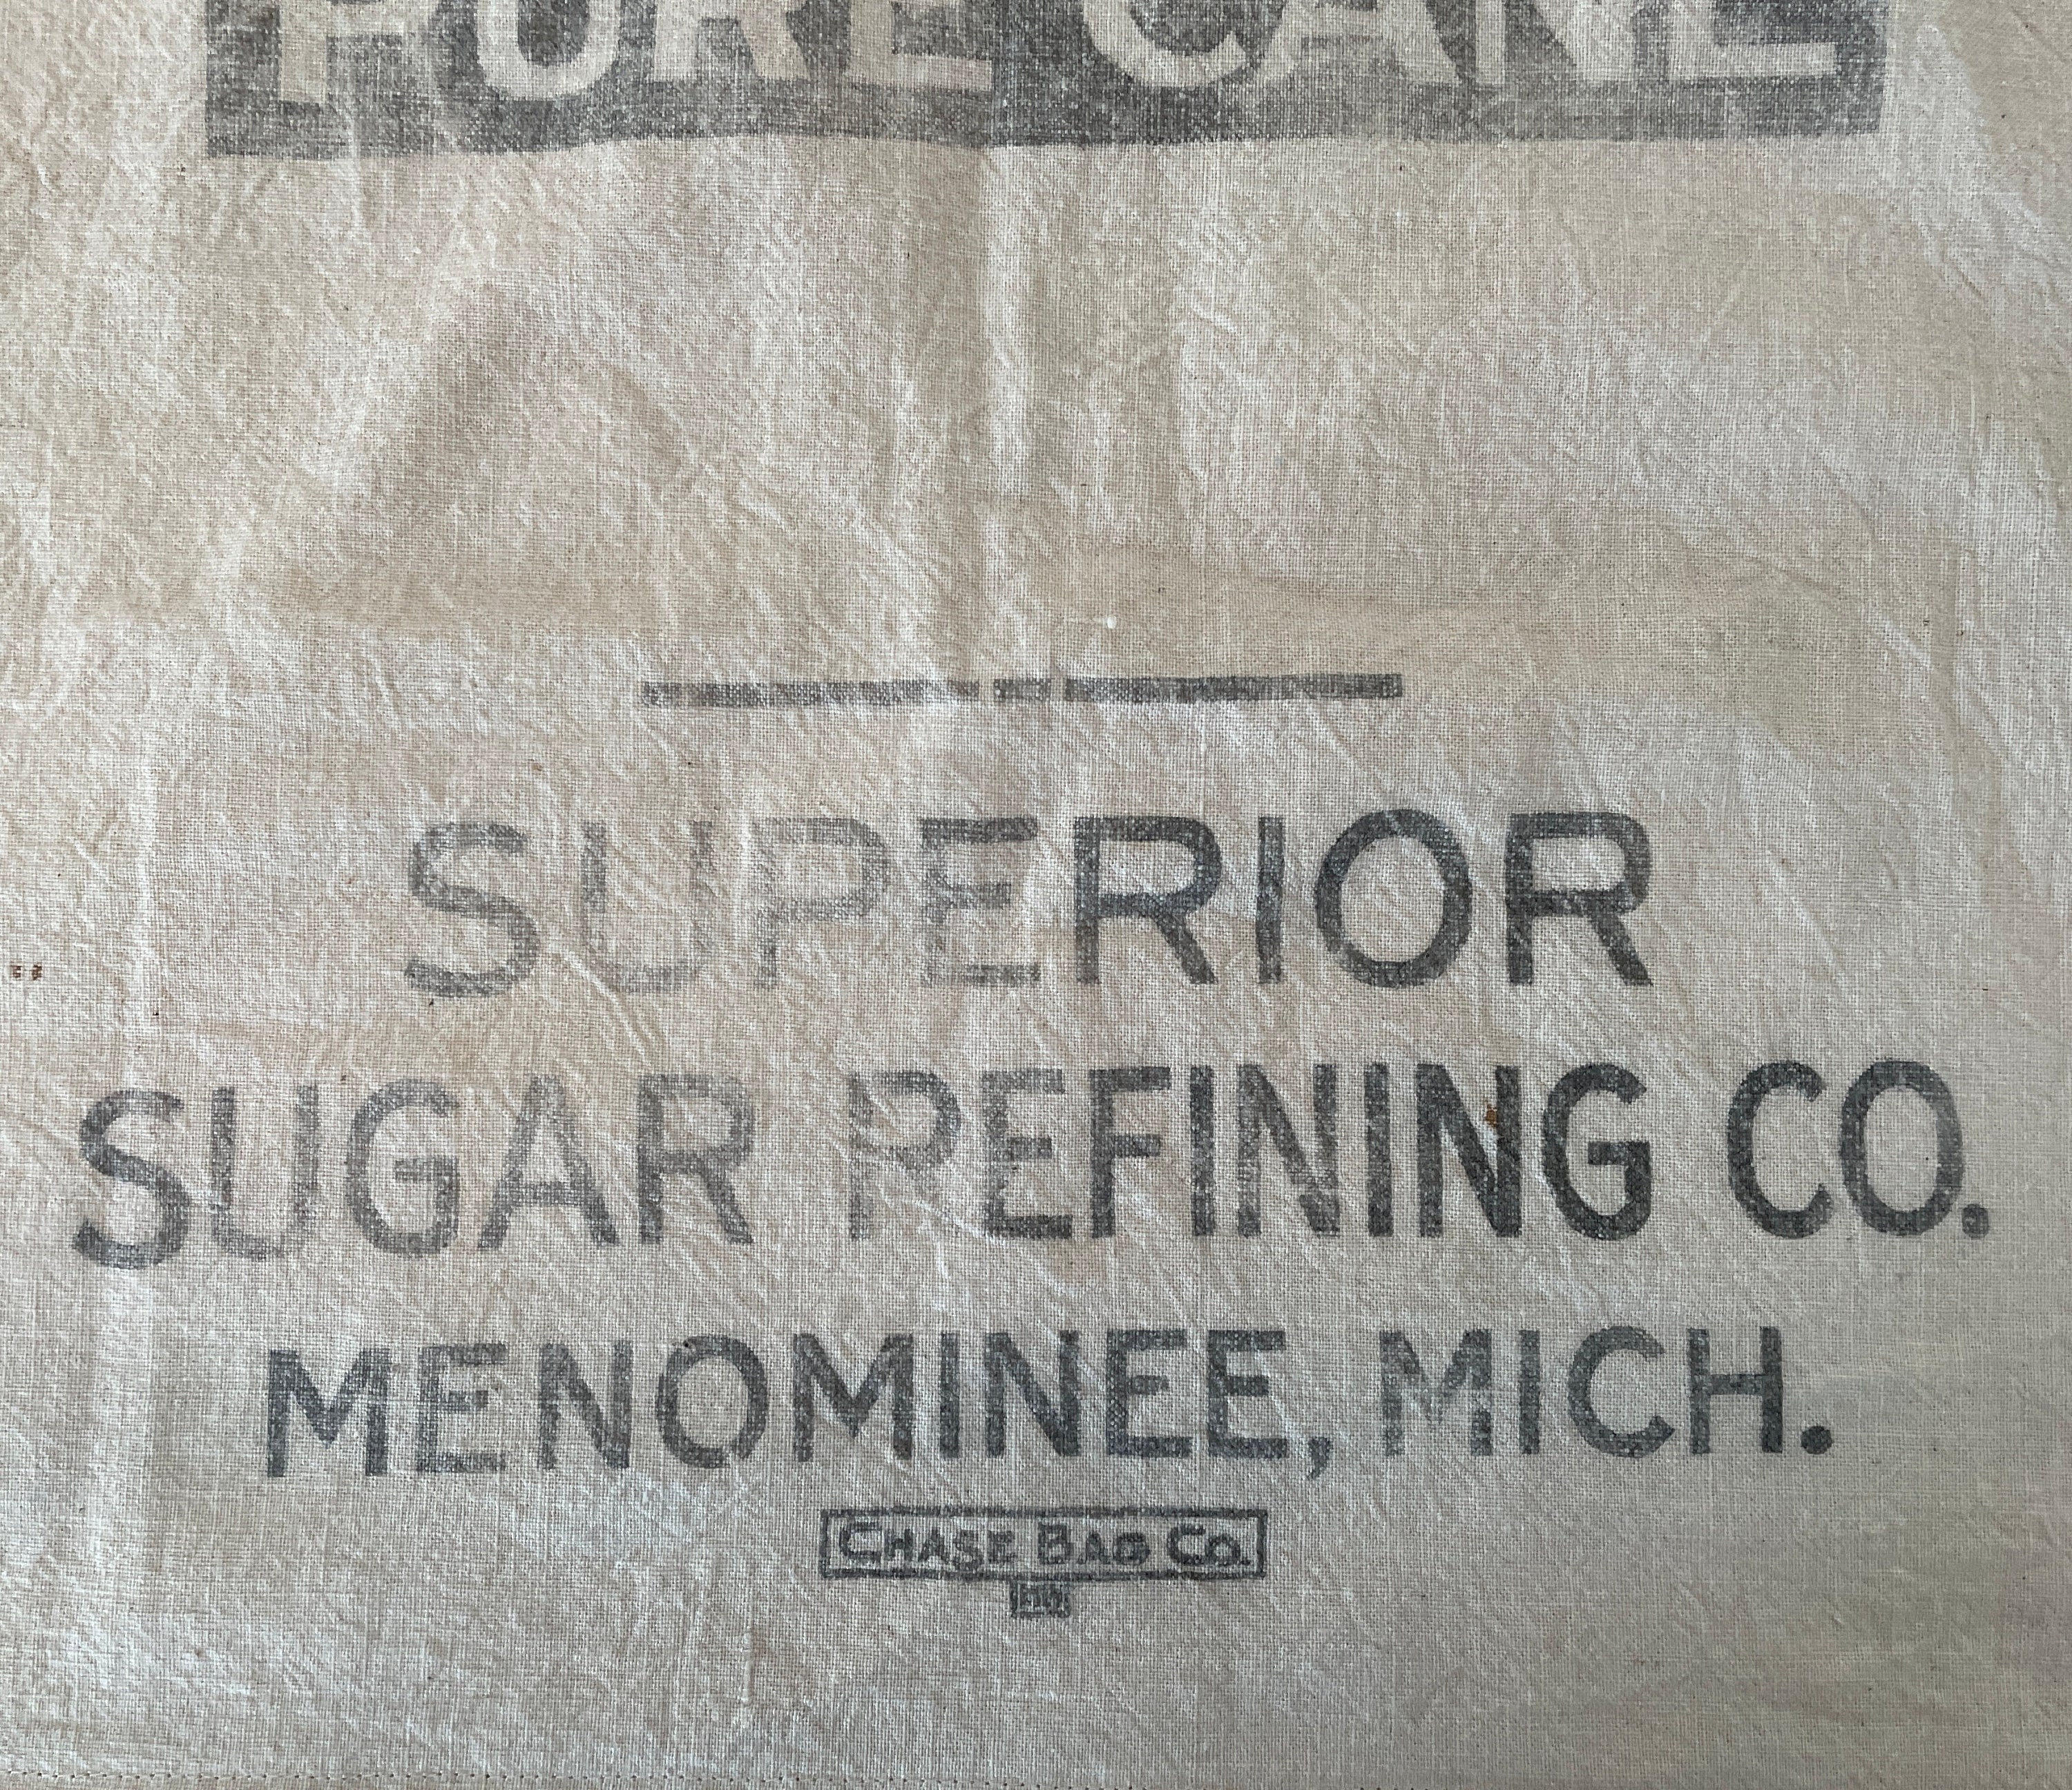 PURE CANE
SUPERIOR
SUGAR REFINING CO.
MENOMINEE, MICH.
CHASE BAG CO.